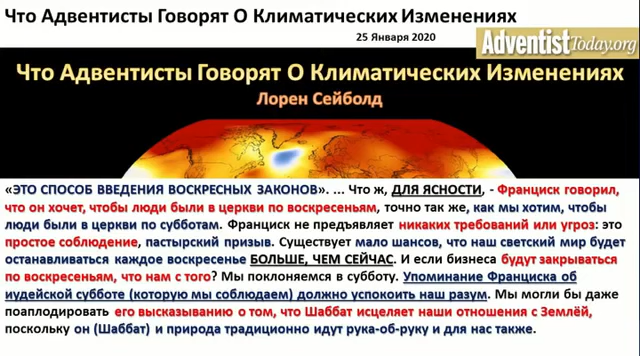 Что Адвентисты Говорят О Климатических Изменениях
25 Января 2020
AdventistToday.org
Что Адвентисты Говорят О Климатических Изменениях
Лорен Сейболд
«ЭТО СПОСОБ ВВЕДЕНИЯ ВОСКРЕСНЫХ ЗАКОНОВ». ... Что ж, ДЛЯ ЯСНОСТИ, - Франциск говорил,
что он хочет, чтобы люди были в церкви по воскресеньям, точно так же, как мы хотим, чтобы
люди были в церкви по субботам. Франциск не предъявляет никаких требований или угроз: это
простое соблюдение, пастырский призыв. Существует мало шансов, что наш светский мир будет
останавливаться каждое воскресенье БОЛЬШЕ, ЧЕМ СЕЙЧАС. И если бизнеса будут закрываться
по воскресеньям, что нам с того? Мы поклоняемся в субботу. Упоминание Франциска об
иудейской субботе (которую мы соблюдаем) должно успокоить наш разум. Мы могли бы даже
поаплодировать его высказыванию о том, что Шаббат исцеляет наши отношения с Землёй,
поскольку он (Шаббат) и природа традиционно идут рука-об-руку и для нас также.